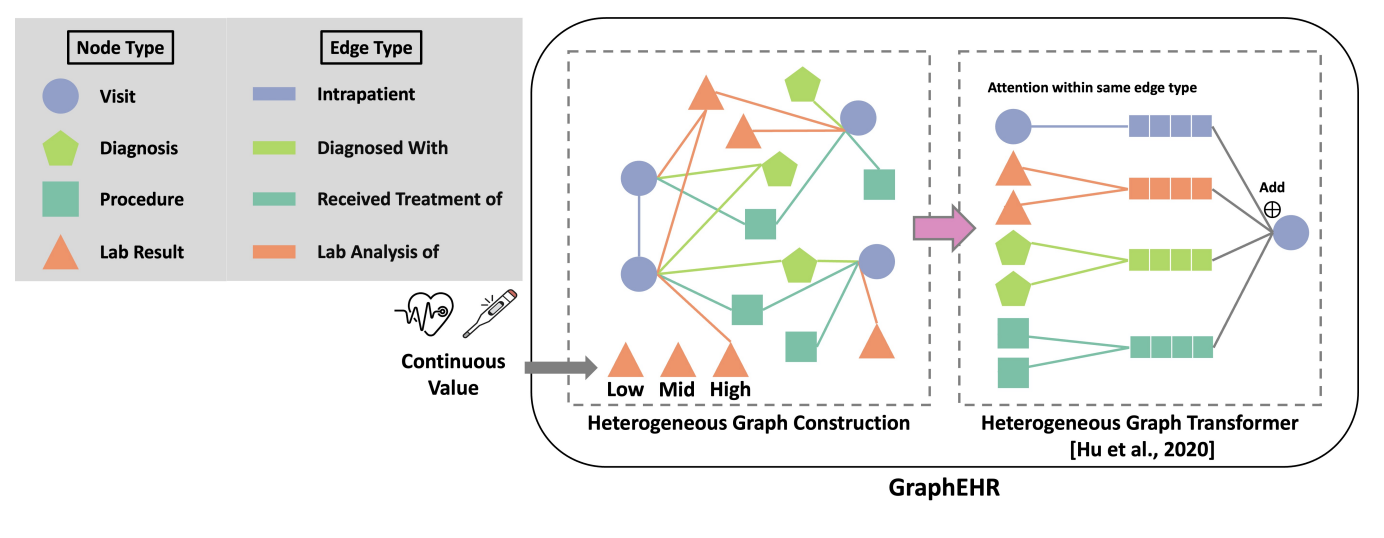 Node Type
Edge Type
Visit
Intrapatient
Diagnosis
Diagnosed With
Procedure
Received Treatment of
Lab Result
Lab Analysis of
Continuous
Value
Low Mid High
Heterogeneous Graph Construction
Attention within same edge type
Add
Heterogeneous Graph Transformer
[Hu et al., 2020]
GraphEHR